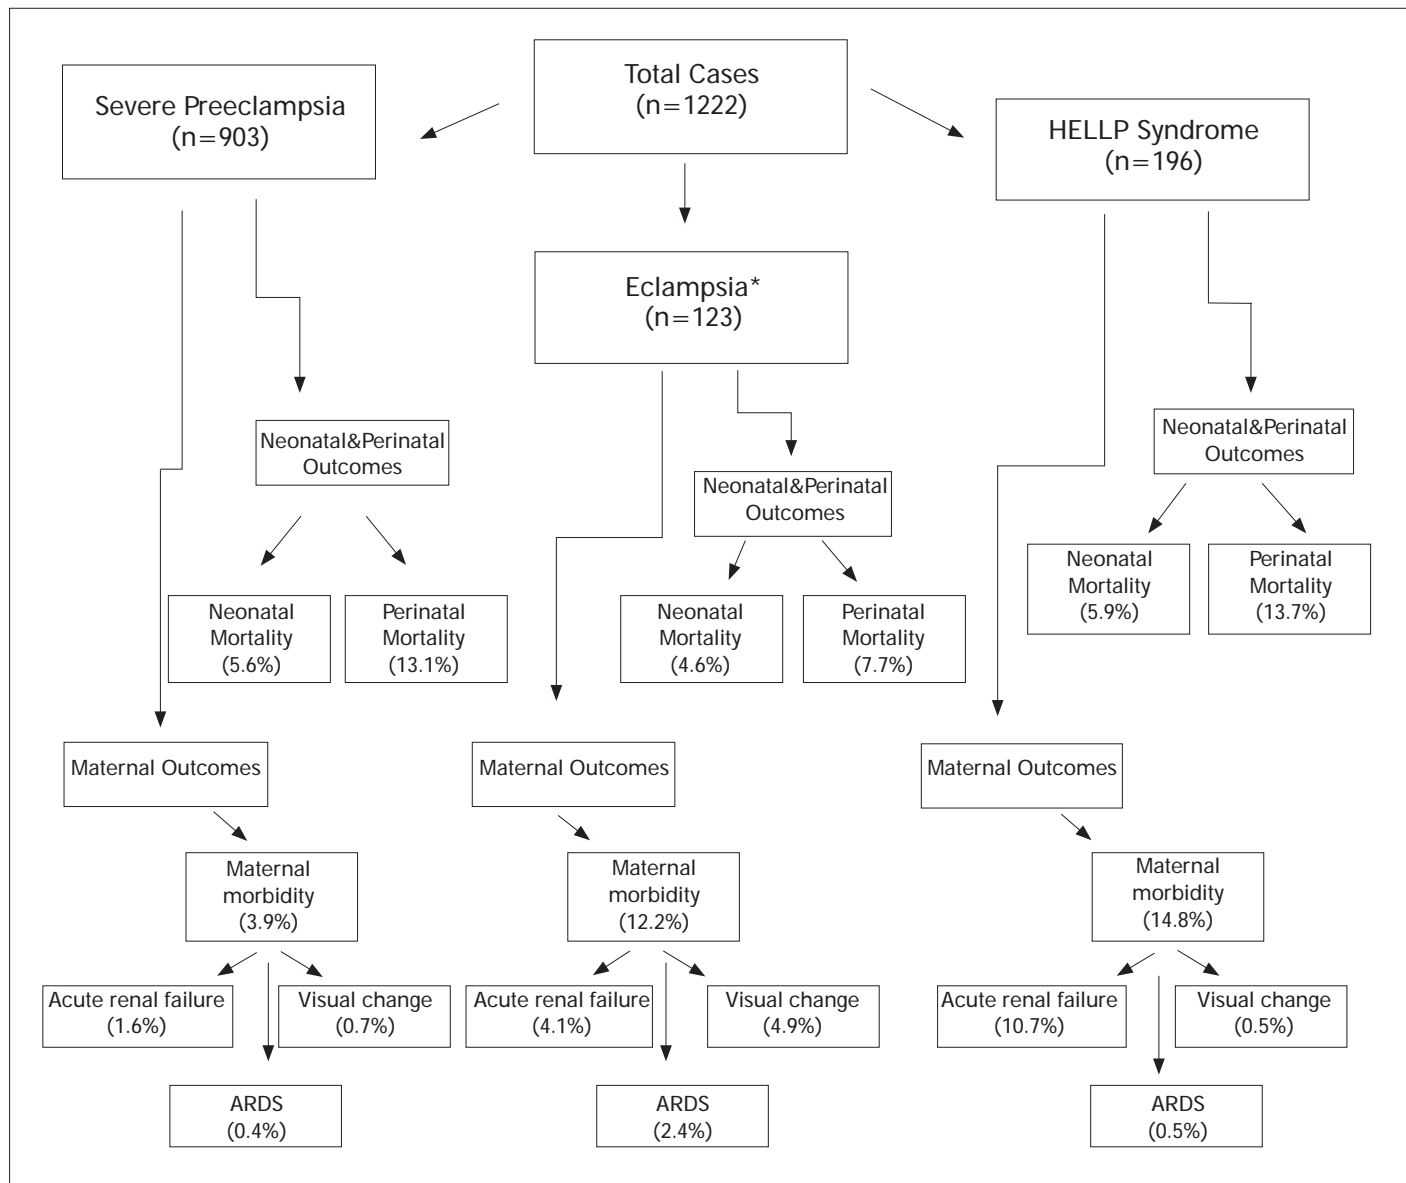 Total Cases
(n=1222)
Severe Preeclampsia
(n=903)
HELLP Syndrome
(n=196)
Eclampsia*
(n=123)
Neonatal&Perinatal
Outcomes
Neonatal
Mortality
(5.6%)
Perinatal
Mortality
(13.1%)
Neonatal&Perinatal
Outcomes
Neonatal
Mortality
(4.6%)
Perinatal
Mortality
(7.7%)
Neonatal&Perinatal
Outcomes
Neonatal
Mortality
(5.9%)
Perinatal
Mortality
(13.7%)
Maternal Outcomes
Maternal
morbidity
(3.9%)
Acute renal failure
(1.6%)
Visual change
(0.7%)
ARDS
(0.4%)
Maternal Outcomes
Maternal
morbidity
(12.2%)
Acute renal failure
(4.1%)
Visual change
(4.9%)
ARDS
(2.4%)
Maternal Outcomes
Maternal
morbidity
(14.8%)
Acute renal failure
(10.7%)
Visual change
(0.5%)
ARDS
(0.5%)